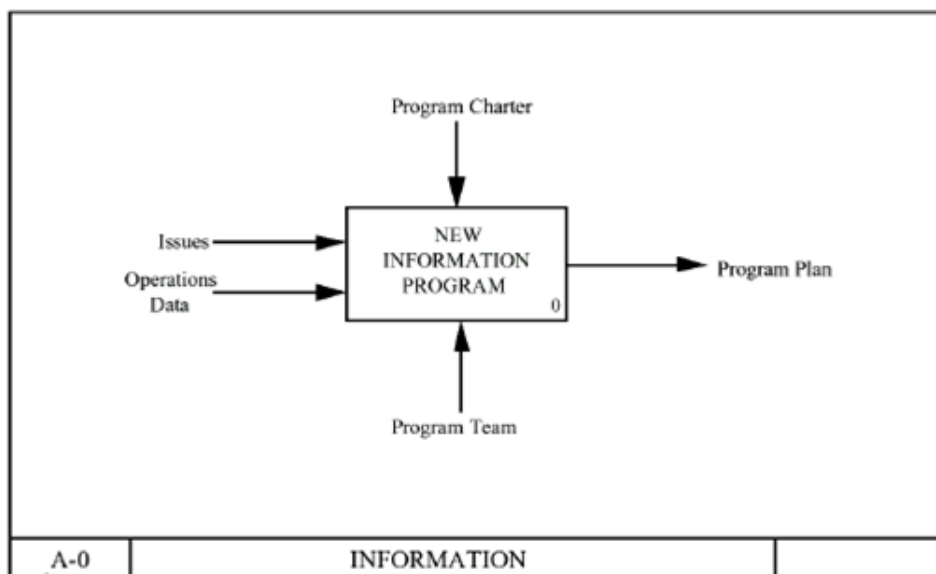 Program Charter
NEW
INFORMATION
PROGRAM
0
Issues
Operations
Data
Program Plan
Program Team
A-0
INFORMATION